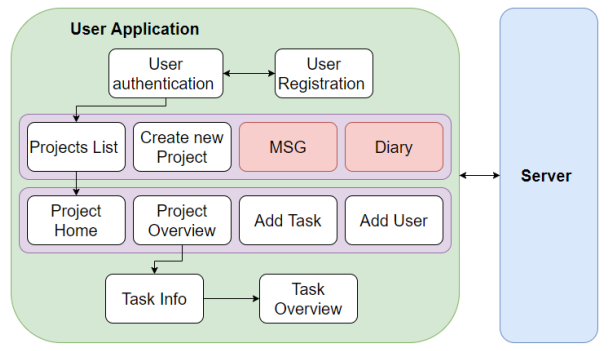 User Application
User
authentication
User
Registration
Projects List
Create new
Project
MSG
Diary
Server
Project
Home
Project
Overview
Add Task
Add User
Task Info
Task
Overview